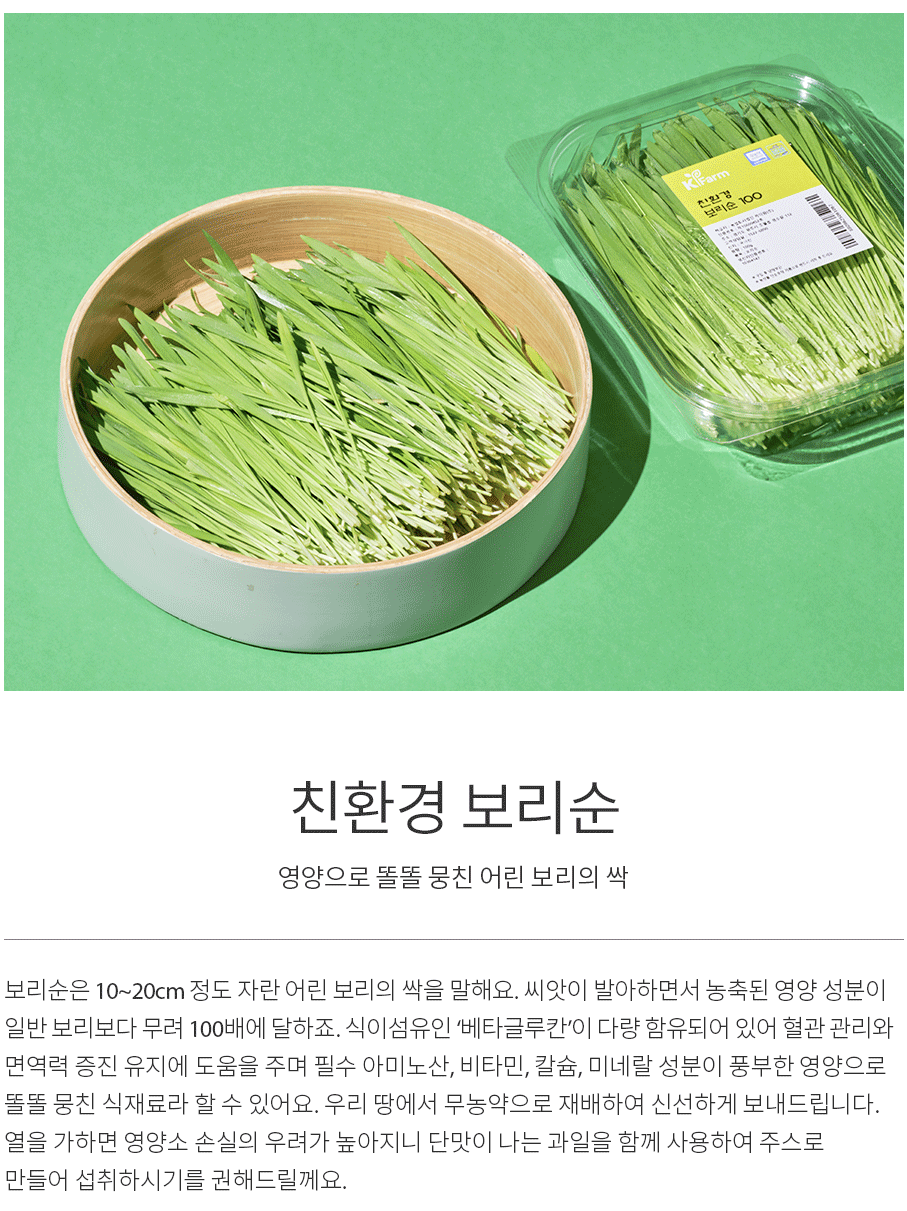 KFarm
친환경
보리순 100
친환경 보리순
영양으로 똘똘 뭉친 어린 보리의 싹
보리순은 10~20cm 정도 자란 어린 보리의 싹을 말해요. 씨앗이 발아하면서 농축된 영양 성분이
일반 보리보다 무려 100배에 달하죠. 식이섬유인 ‘베타글루칸’이 다량 함유되어 있어 혈관 관리와
면역력 증진 유지에 도움을 주며 필수 아미노산, 비타민, 칼슘, 미네랄 성분이 풍부한 영양으로
똘똘 뭉친 식재료라 할 수 있어요. 우리 땅에서 무농약으로 재배하여 신선하게 보내드립니다.
열을 가하면 영양소 손실의 우려가 높아지니 단맛이 나는 과일을 함께 사용하여 주스로
만들어 섭취하시기를 권해드릴께요.